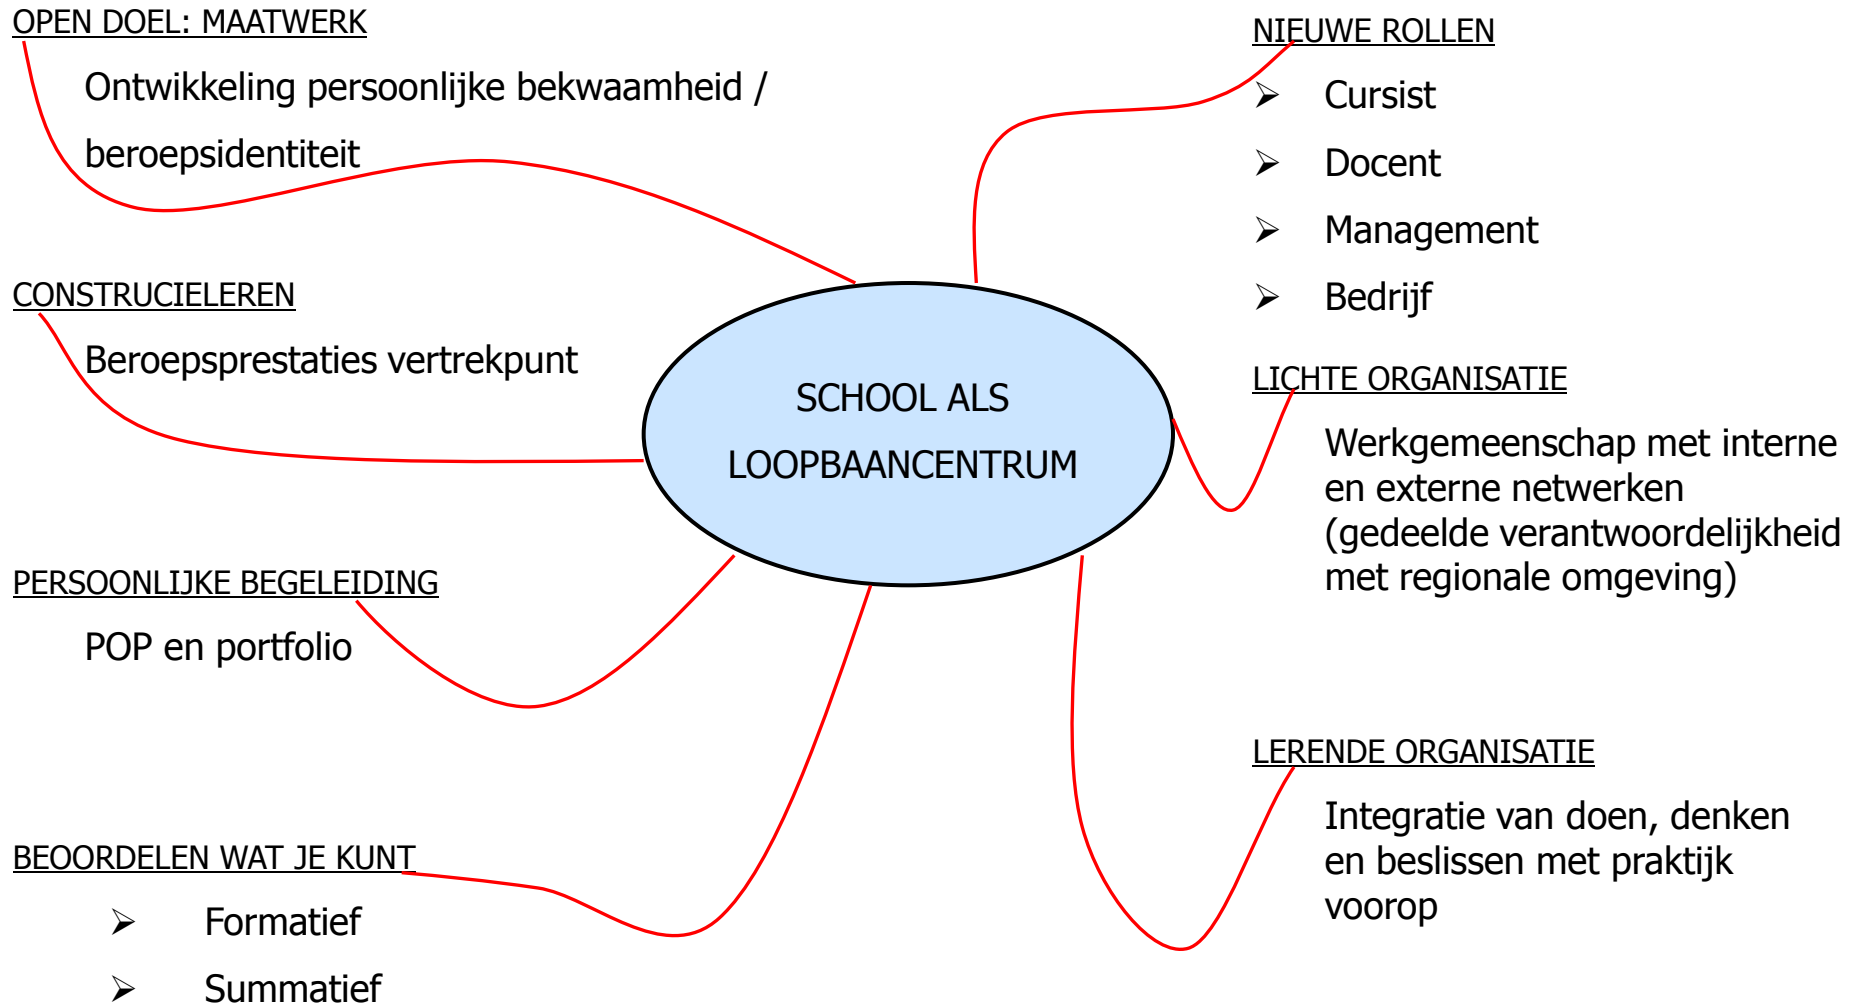 OPEN DOEL: MAATWERK
Ontwikkeling persoonlijke bekwaamheid /
beroepsidentiteit
CONSTRUCIELEREN
Beroepsprestaties vertrekpunt
PERSOONLIJKE BEGELEIDING
POP en portfolio
BEOORDELEN WAT JE KUNT
➢ Formatief
➢ Summatief
SCHOOL ALS
LOOPBAANCENTRUM
NIEUWE ROLLEN
➢ Cursist
➢ Docent
➢ Management
➢ Bedrijf
LICHTE ORGANISATIE
Werkgemeenschap met interne
en externe netwerken
(gedeelde verantwoordelijkheid
met regionale omgeving)
LERENDE ORGANISATIE
Integratie van doen, denken
en beslissen met praktijk
voorop